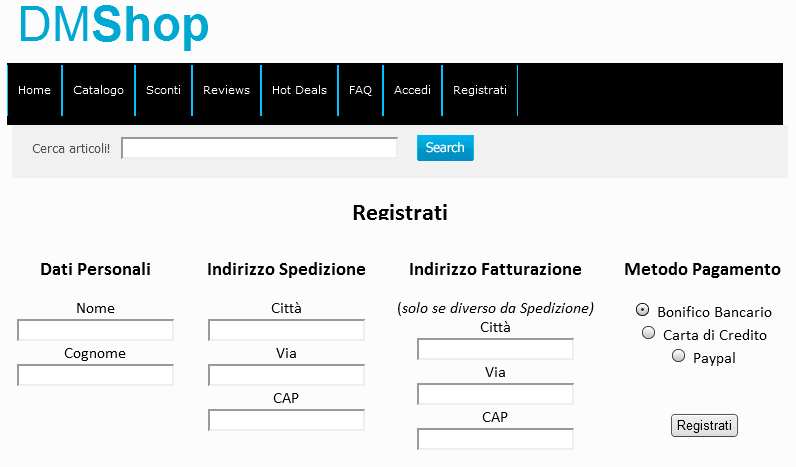 DMShop
Home Catalogo Sconti Reviews Hot Deals FAQ Accedi Registrati
Cerca articoli! Search
Registrati
Dati Personali
Nome
Cognome
Indirizzo Spedizione
Città
Via
CAP
Indirizzo Fatturazione
(solo se diverso da Spedizione)
Città
Via
CAP
Metodo Pagamento
Bonifico Bancario
Carta di Credito
Paypal
Registrati